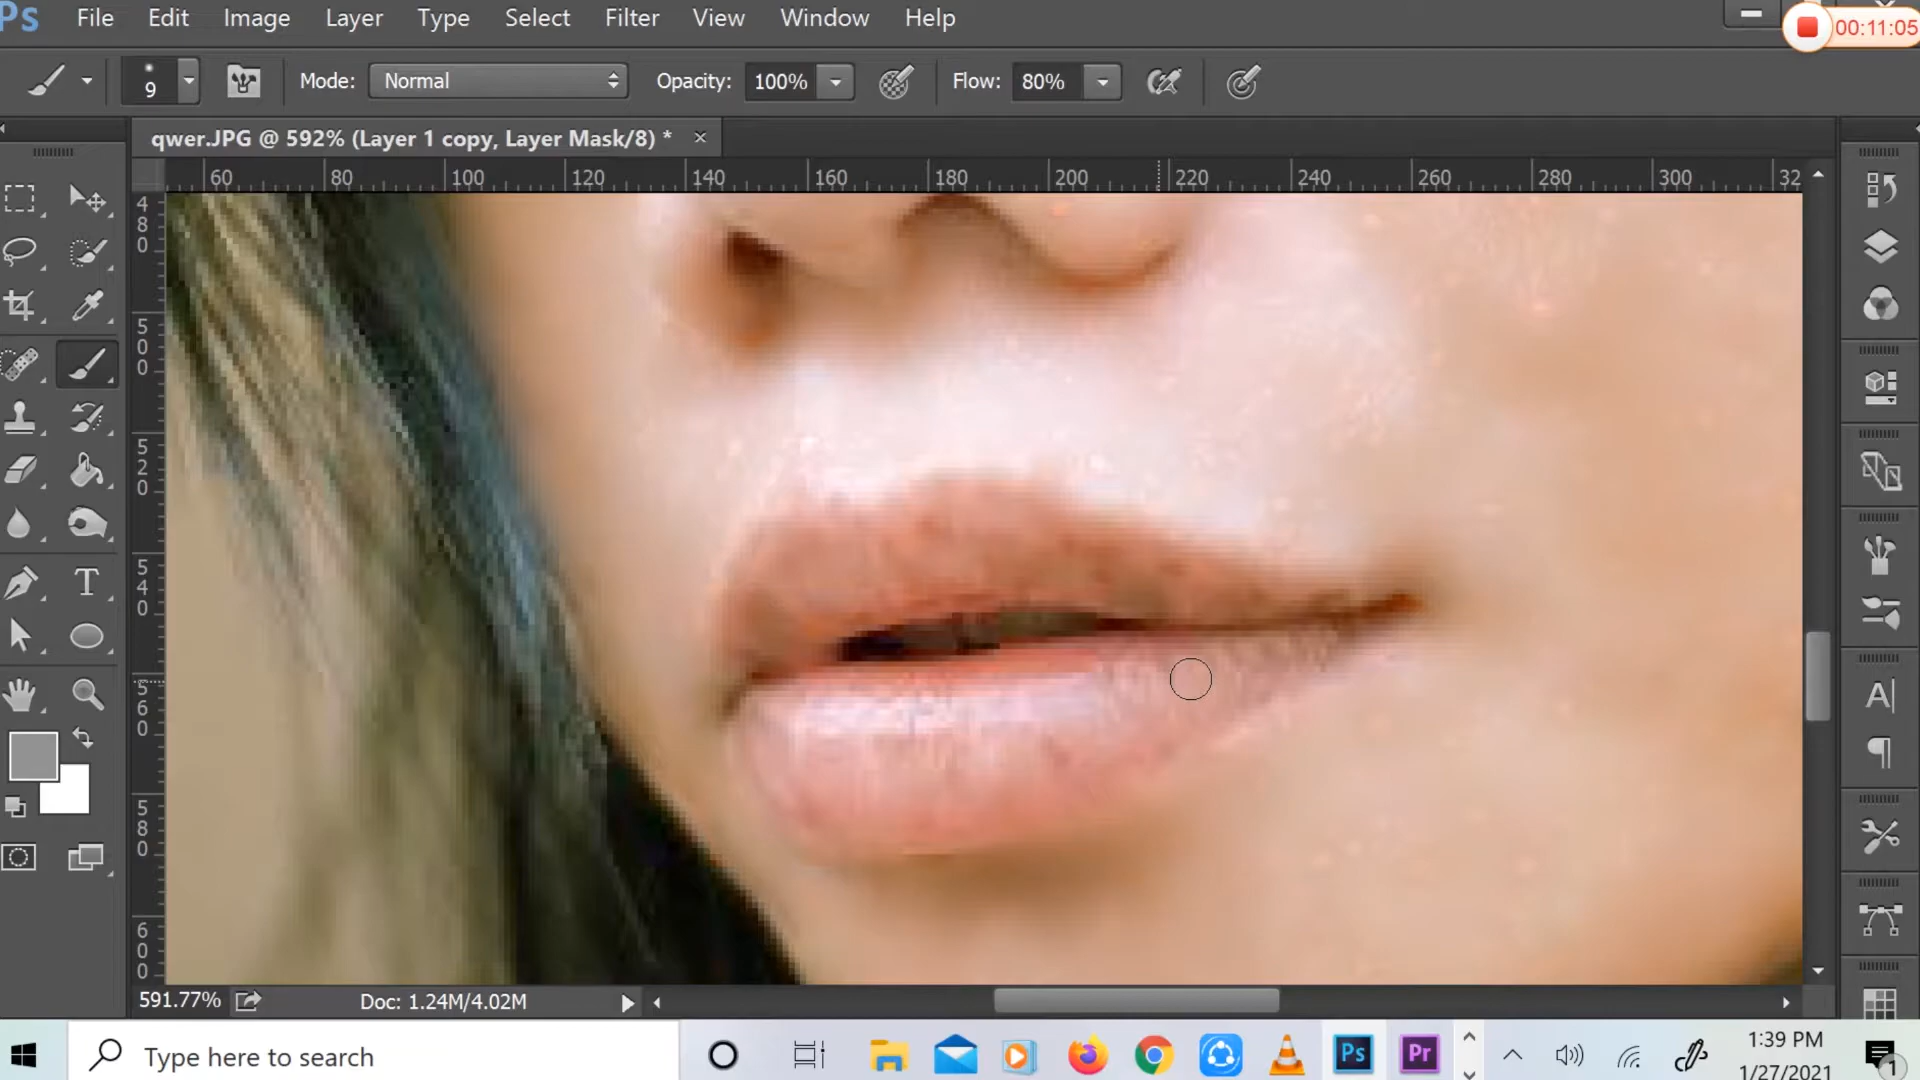 Ps File Edit Image Layer Type Select Filter View Window Help
00:11:05
9 Mode: Normal Opacity: 100% Flow: 80%
qwer.JPG @ 592% (Layer 1 copy, Layer Mask/8) *
60 80 100 120 140 160 180 200 220 240 260 280 300 32
480
500
520
540
560
580
600
T
A
591.77% Doc: 1.24M/4.02M
Type here to search
Ps Pr
1:39 PM
1/27/2021
1